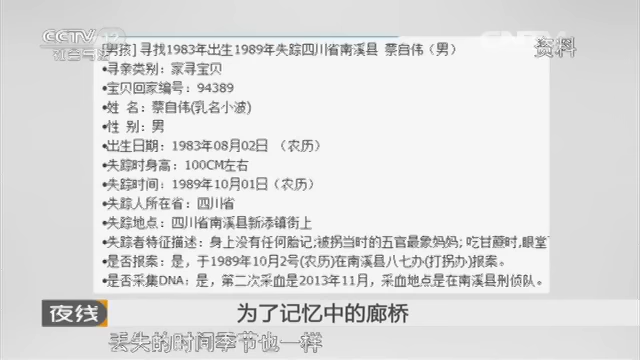 CCTV 12
社会与法
资料
[男孩] 寻找1983年出生1989年失踪四川省南溪县 蔡自伟（男）
•寻亲类别：家寻宝贝
•宝贝回家编号：94389
•姓 名：蔡自伟(乳名小波)
•性 别：男
•出生日期：1983年08月02日 （农历）
•失踪时身高：100CM左右
•失踪时间：1989年10月01日（农历）
•失踪人所在省：四川省
•失踪地点：四川省南溪县新添镇街上
•失踪者特征描述：身上没有任何胎记;被拐当时的五官最象妈妈; 吃甘蔗时,眼堂
•是否报案：是，于1989年10月2号(农历)在南溪县八七办(打拐办)报案。
•是否采集DNA：是，第二次采血是2013年11月，采血地点是在南溪县刑侦队。
夜线
为了记忆中的廊桥
丢失的时间季节也一样